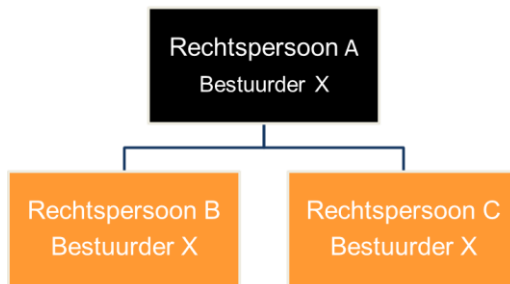 Rechtspersoon A
Bestuurder X
Rechtspersoon B
Bestuurder X
Rechtspersoon C
Bestuurder X